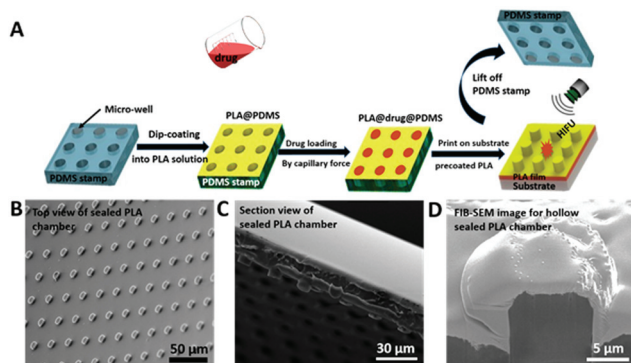 A
drug
PDMS stamp
Lift off
PDMS stamp
Micro-well
PLA@PDMS
PLA@drug@PDMS
HIFU
Dip-coating
Drug loading
Print on substrate
into PLA solution
By capillary force
precoated PLA
PDMS stamp
PDMS stamp
PLA film
Substrate
B
Top view of sealed PLA
chamber
50 μm
C
Section view of
sealed PLA chamber
30 μm
D
FIB-SEM image for hollow
sealed PLA chamber
5 μm